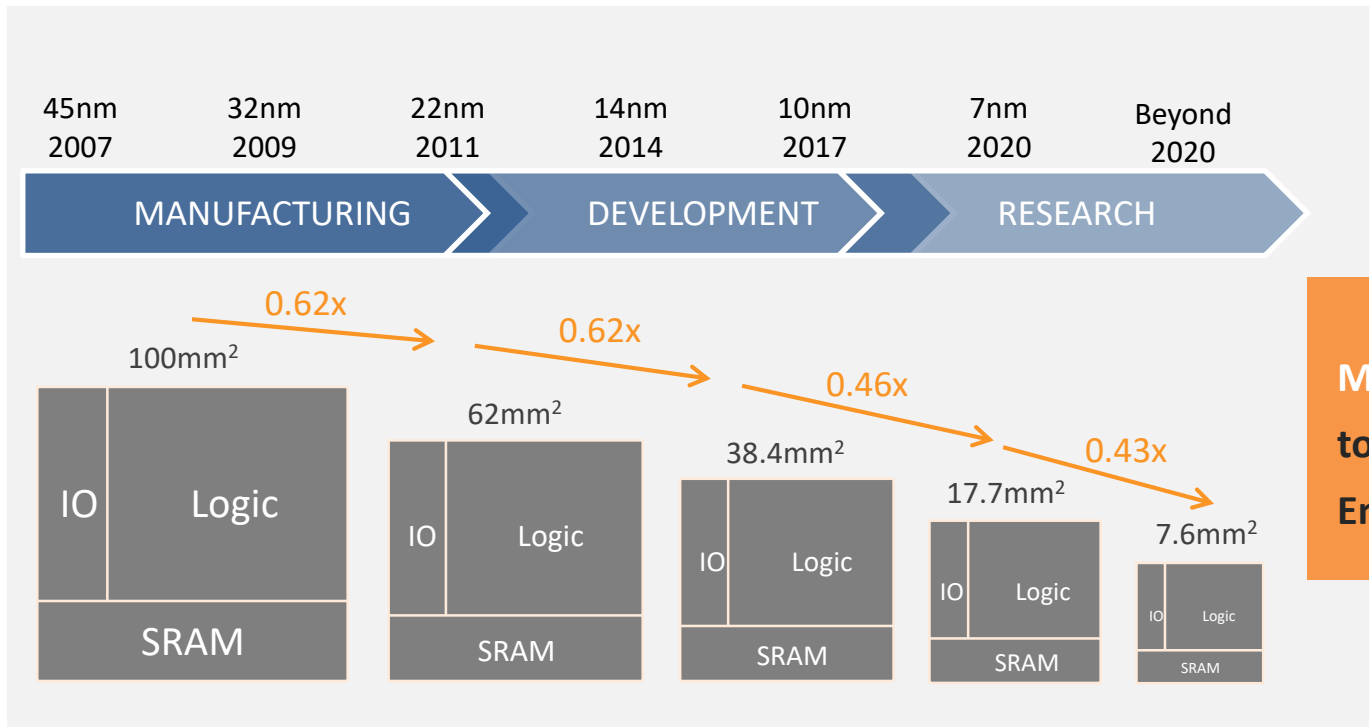 45nm 32nm 22nm 14nm 10nm 7nm Beyond
2007 2009 2011 2014 2017 2020 2020
MANUFACTURING DEVELOPMENT RESEARCH
0.62x
0.62x
0.46x
0.43x
100mm²
62mm²
38.4mm²
17.7mm²
7.6mm²
IO Logic
SRAM
IO Logic
SRAM
IO Logic
SRAM
IO Logic
SRAM
IO Logic
SRAM
M
to